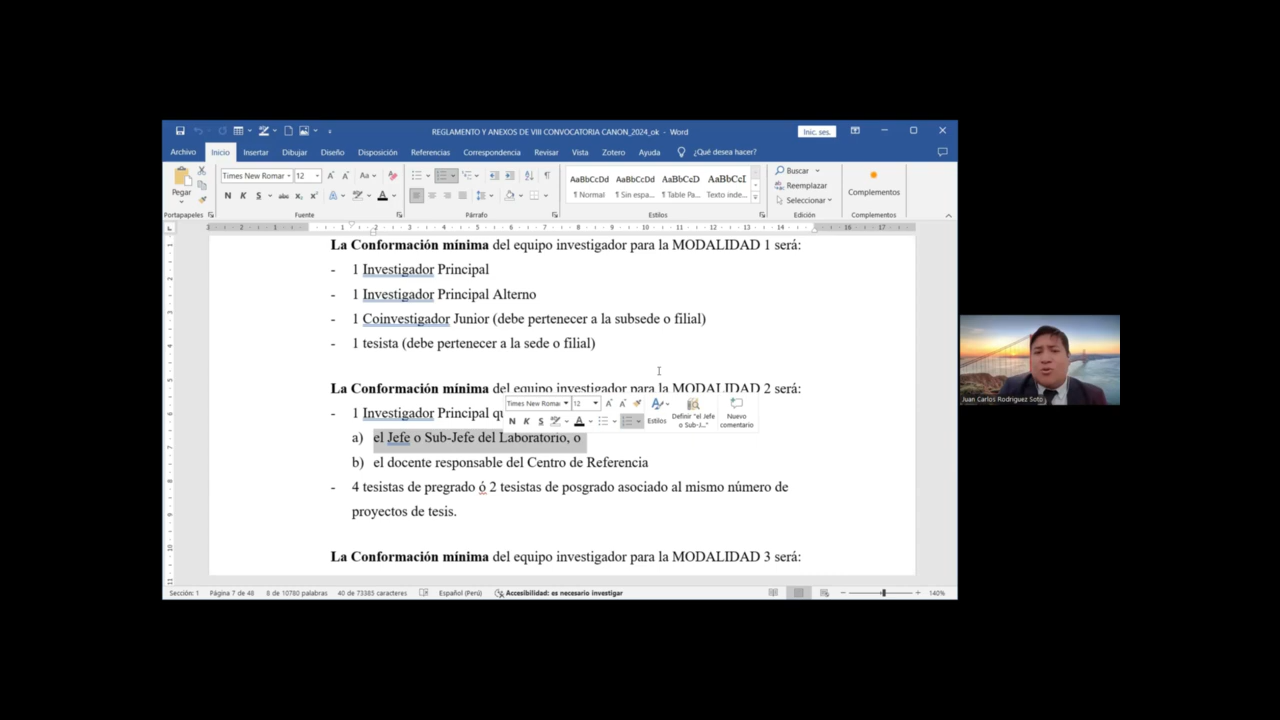 REGLAMENTO Y ANEXOS DE VIII CONVOCATORIA CANON_2024_ok - Word
Inic. ses.
Archivo Inicio Insertar Dibujar Diseño Disposición Referencias Correspondencia Revisar Vista Zotero Ayuda ¿Qué desea hacer?
Pegar
Times New Roman 12
N K S
AaBbCcDd AaBbCcDd AaBbCcD AaBbCcI
¶ Normal ¶ Sin espa... ¶ Table Pa... Texto inde...
Buscar
Reemplazar
Seleccionar
Complementos
Portapapeles Fuente Párrafo Estilos Edición Complementos
La Conformación mínima del equipo investigador para la MODALIDAD 1 será:
- 1 Investigador Principal
- 1 Investigador Principal Alterno
- 1 Coinvestigador Junior (debe pertenecer a la subsede o filial)
- 1 tesista (debe pertenecer a la sede o filial)
La Conformación mínima del equipo investigador para la MODALIDAD 2 será:
- 1 Investigador Principal
Times New Roma 12
N K S
Estilos
Definir "el Jefe o Sub-J..."
Nuevo comentario
a) el Jefe o Sub-Jefe del Laboratorio, o
b) el docente responsable del Centro de Referencia
- 4 tesistas de pregrado ó 2 tesistas de posgrado asociado al mismo número de
proyectos de tesis.
La Conformación mínima del equipo investigador para la MODALIDAD 3 será:
Sección: 1 Página 7 de 48 8 de 10780 palabras 40 de 73385 caracteres Español (Perú) Accesibilidad: es necesario investigar 140%
Juan Carlos Rodriguez Soto